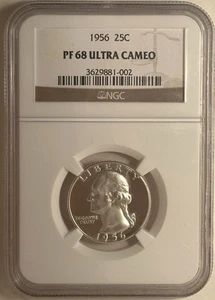 1956 25C
PF 68 ULTRA CAMEO
3629881-002
NGC
LIBERTY
IN GOD WE
TRUST
1956